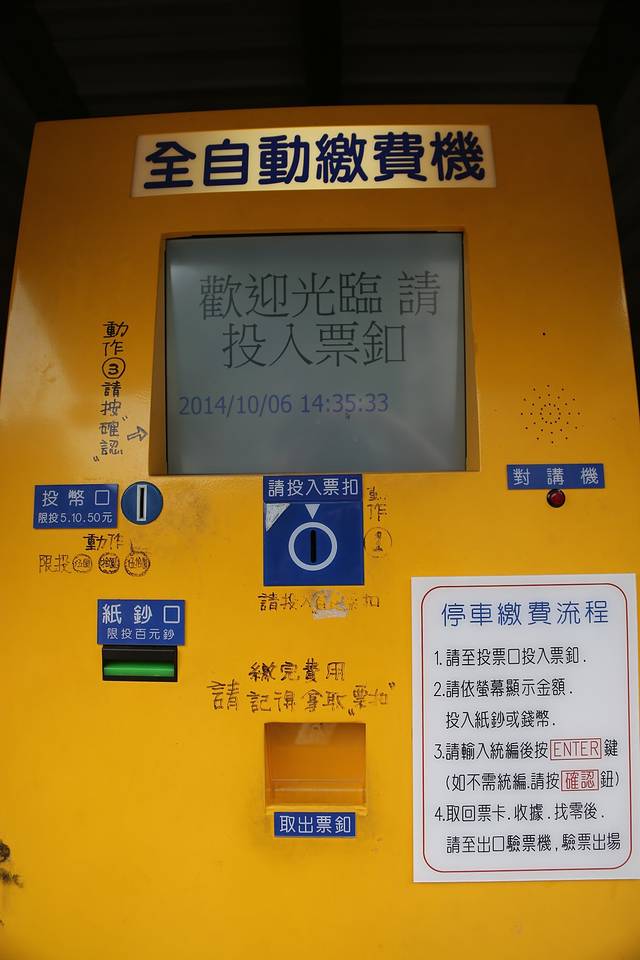 全自動繳費機
歡迎光臨 請
投入票釦
2014/10/06 14:35:33
動作
③
請按
"確認"
對講機
投幣口
限投5.10.50元
請投入票扣
動作
1
動作
限投
請投入
扣
紙鈔口
限投百元鈔
繳完費用
請記得拿取"票扣"
取出票釦
停車繳費流程
1.請至投票口投入票釦.
2.請依螢幕顯示金額.
投入紙鈔或錢幣.
3.請輸入統編後按ENTER鍵
(如不需統編.請按確認鈕)
4.取回票卡.收據.找零後.
請至出口驗票機,驗票出場